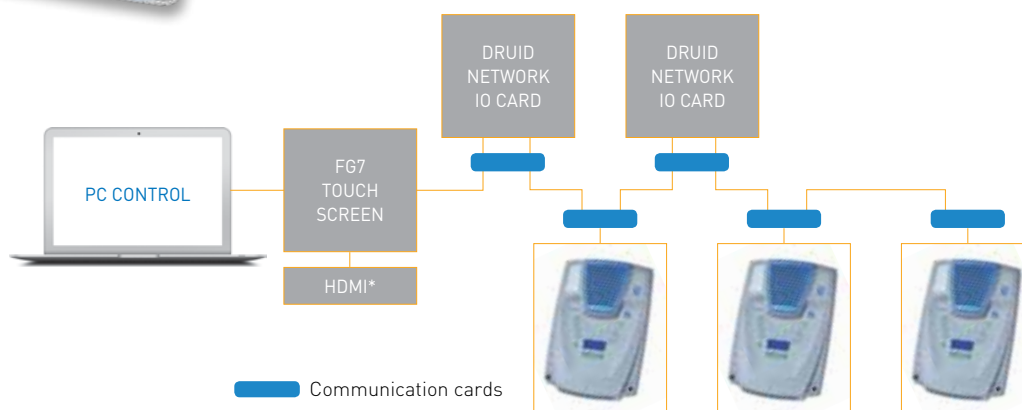 DRUID
NETWORK
IO CARD
DRUID
NETWORK
IO CARD
PC CONTROL
FG7
TOUCH
SCREEN
HDMI*
Communication cards